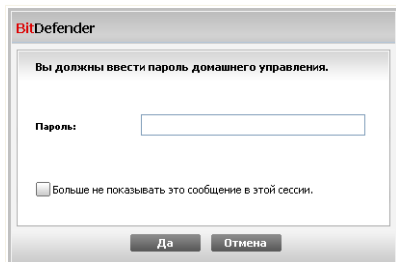 BitDefender
Вы должны ввести пароль домашнего управления.
Пароль:
Больше не показывать это сообщение в этой сессии.
Да Отмена